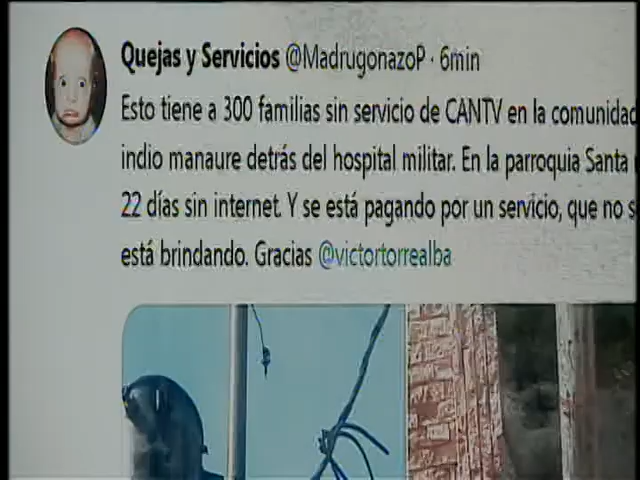 Quejas y Servicios @MadrugonazoP · 6min
Esto tiene a 300 familias sin servicio de CANTV en la comunidad
indio manaure detrás del hospital militar. En la parroquia Santa
22 días sin internet. Y se está pagando por un servicio, que no s
está brindando. Gracias @victortorrealba